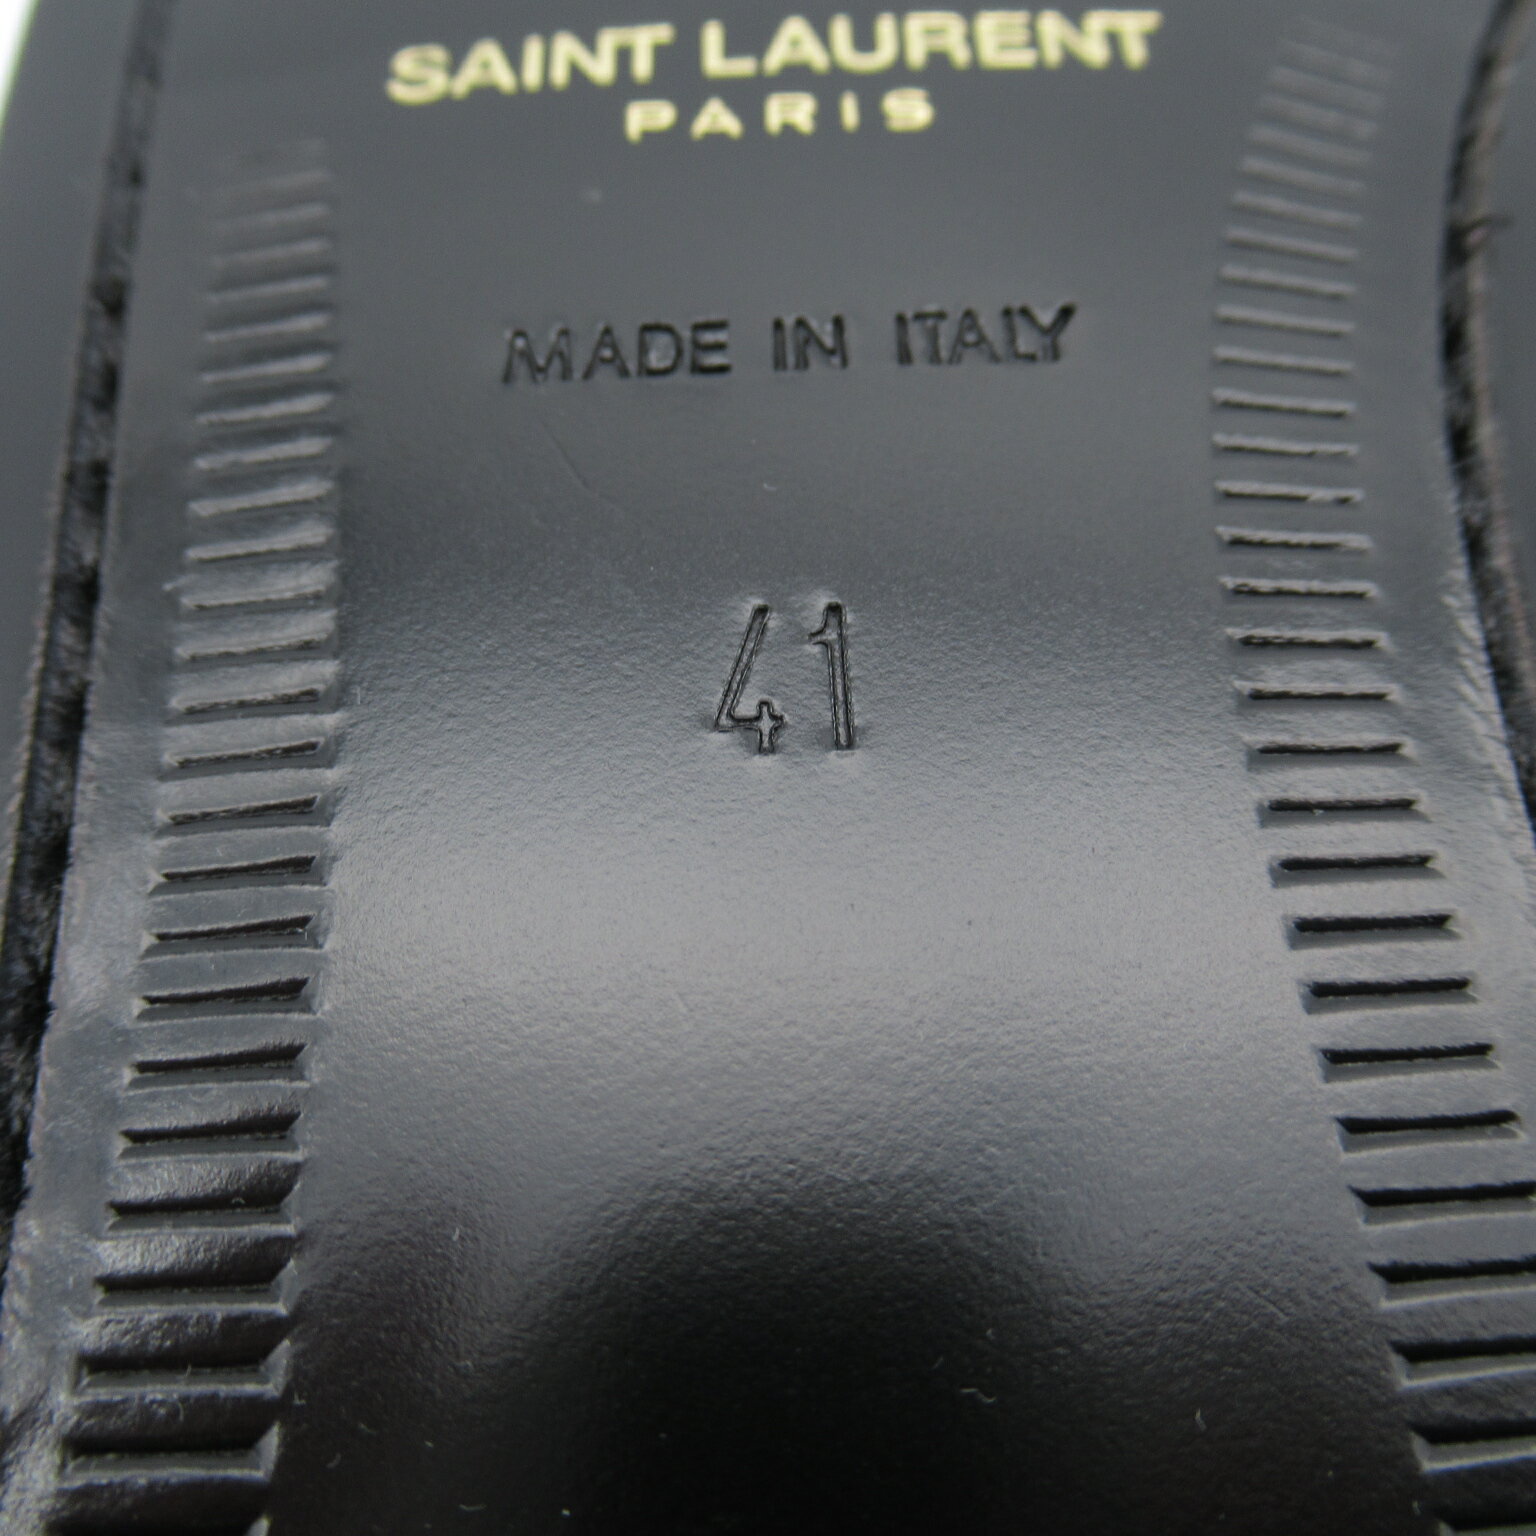 SAINT LAURENT
PARIS
MADE IN ITALY
41